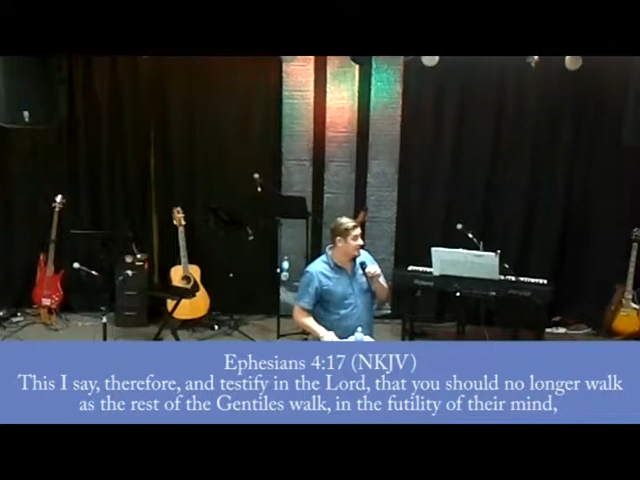 Ephesians 4:17 (NKJV)
This I say, therefore, and testify in the Lord, that you should no longer walk
as the rest of the Gentiles walk, in the futility of their mind,